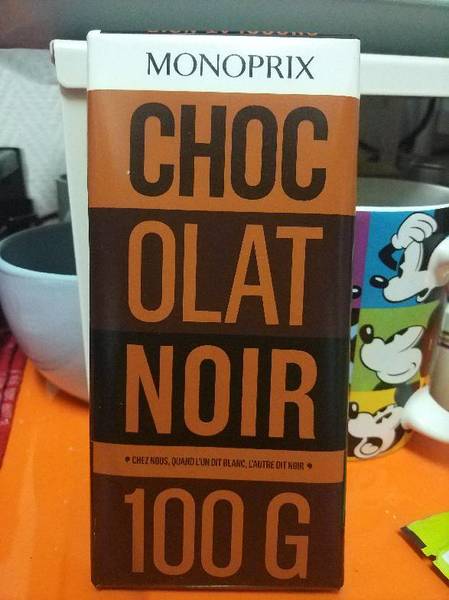 MONOPRIX
CHOC
OLAT
NOIR
• CHEZ NOUS, QUAND L'UN DIT BLANC, L'AUTRE DIT NOIR •
100 G